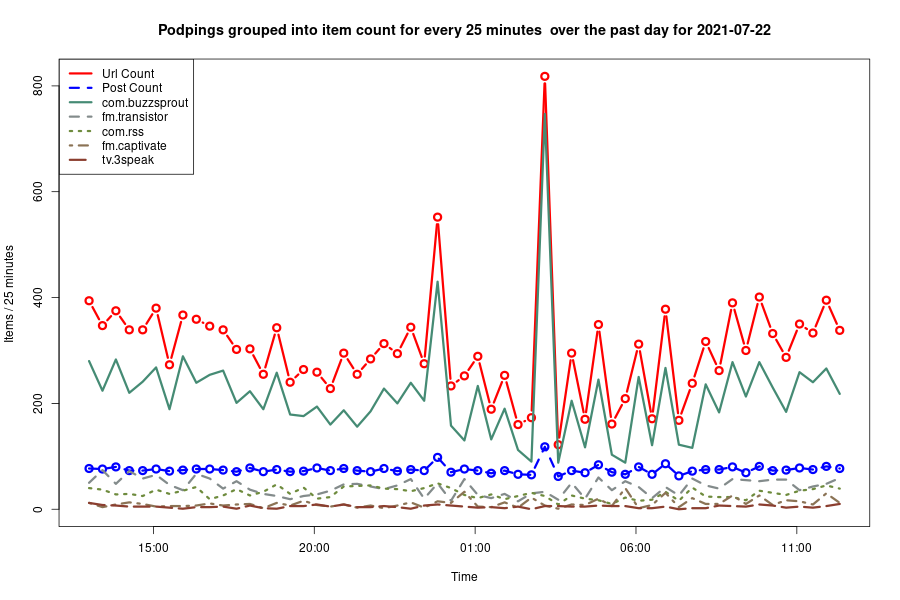 Podpings grouped into item count for every 25 minutes  over the past day for 2021-07-22
Url Count
Post Count
com.buzzsprout
fm.transistor
com.rss
fm.captivate
tv.3speak
Items / 25 minutes
800
600
400
200
0
15:00
20:00
01:00
06:00
11:00
Time